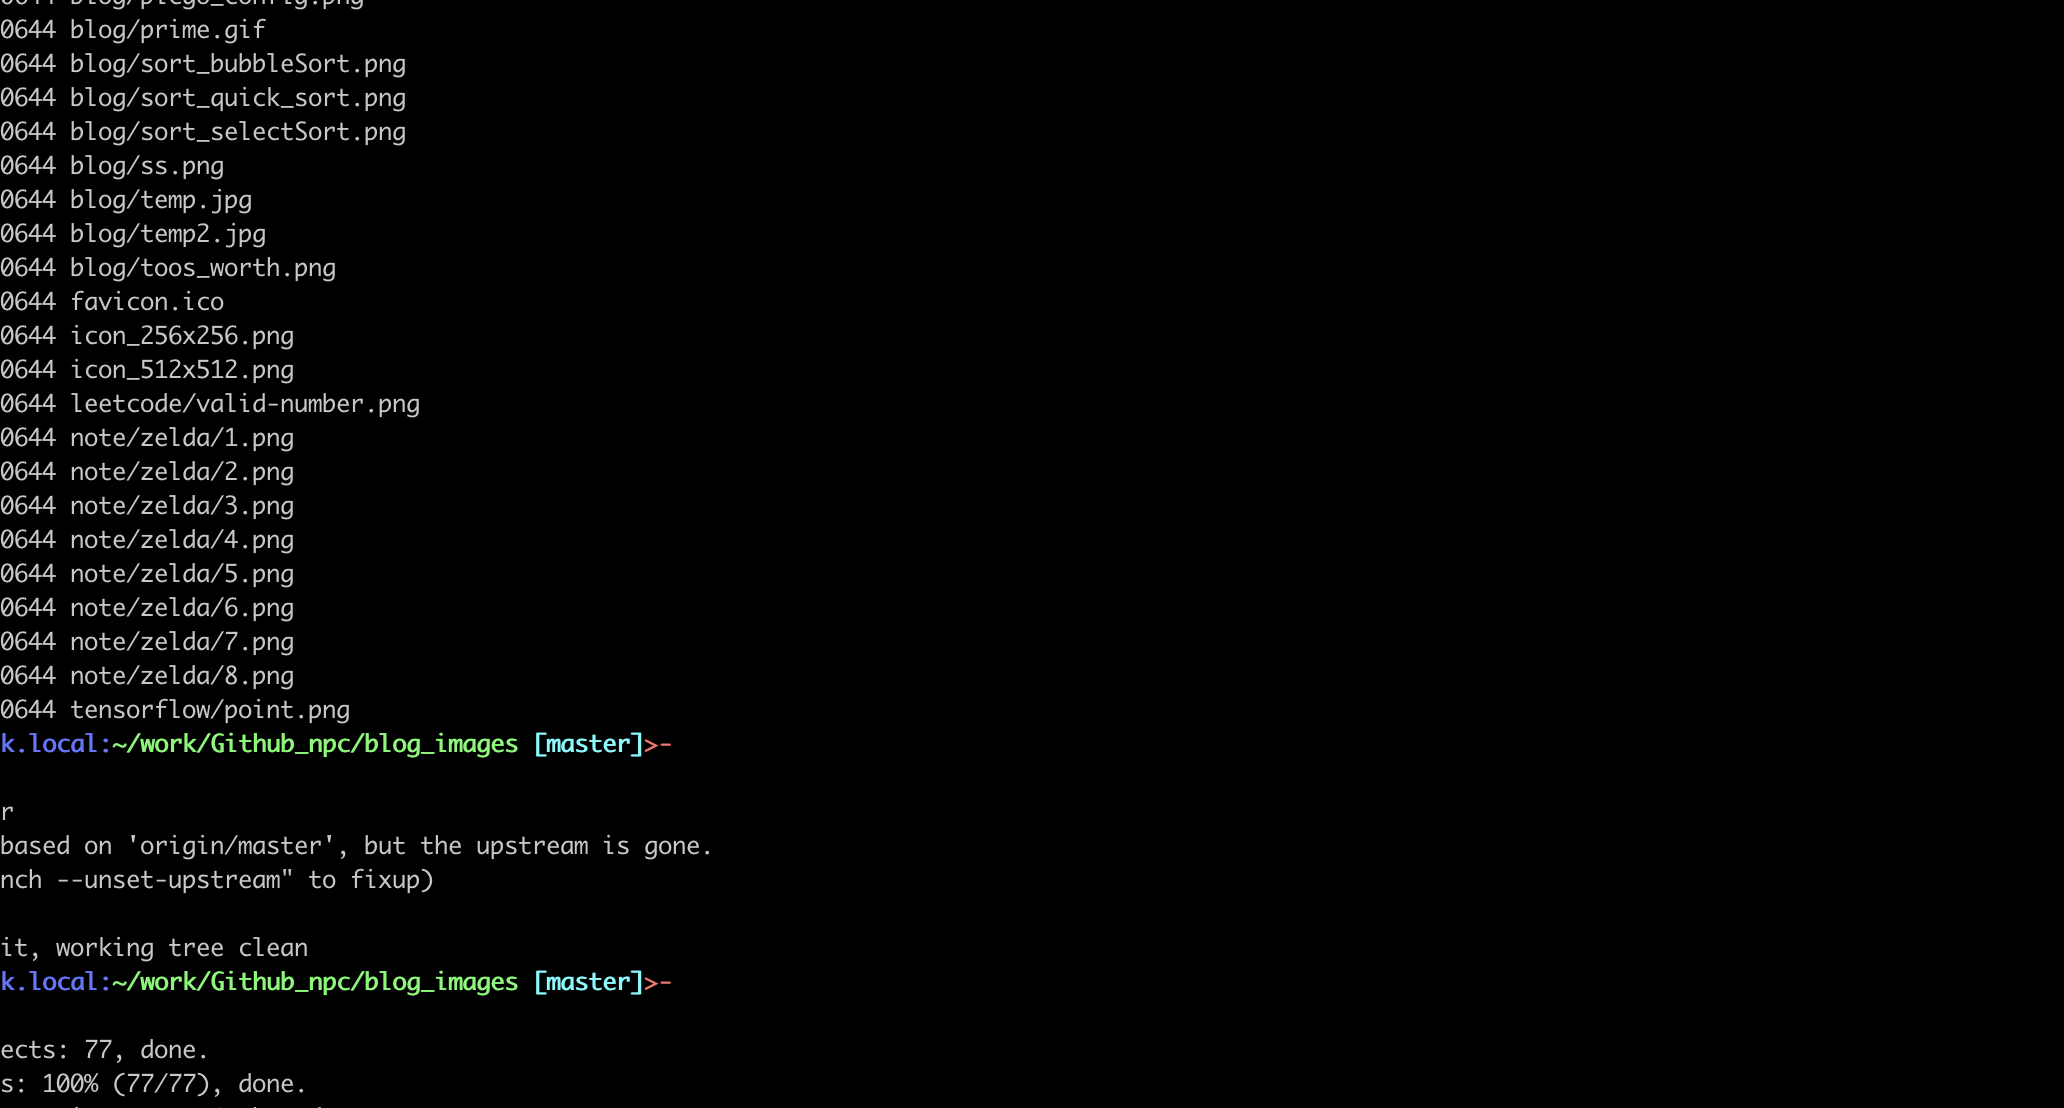 0644 blog/picgo_config.png
0644 blog/prime.gif
0644 blog/sort_bubbleSort.png
0644 blog/sort_quick_sort.png
0644 blog/sort_selectSort.png
0644 blog/ss.png
0644 blog/temp.jpg
0644 blog/temp2.jpg
0644 blog/toos_worth.png
0644 favicon.ico
0644 icon_256x256.png
0644 icon_512x512.png
0644 leetcode/valid-number.png
0644 note/zelda/1.png
0644 note/zelda/2.png
0644 note/zelda/3.png
0644 note/zelda/4.png
0644 note/zelda/5.png
0644 note/zelda/6.png
0644 note/zelda/7.png
0644 note/zelda/8.png
0644 tensorflow/point.png
k.local:~/work/Github_npc/blog_images [master]>-
r
based on 'origin/master', but the upstream is gone.
nch --unset-upstream" to fixup)
it, working tree clean
k.local:~/work/Github_npc/blog_images [master]>-
ects: 77, done.
s: 100% (77/77), done.